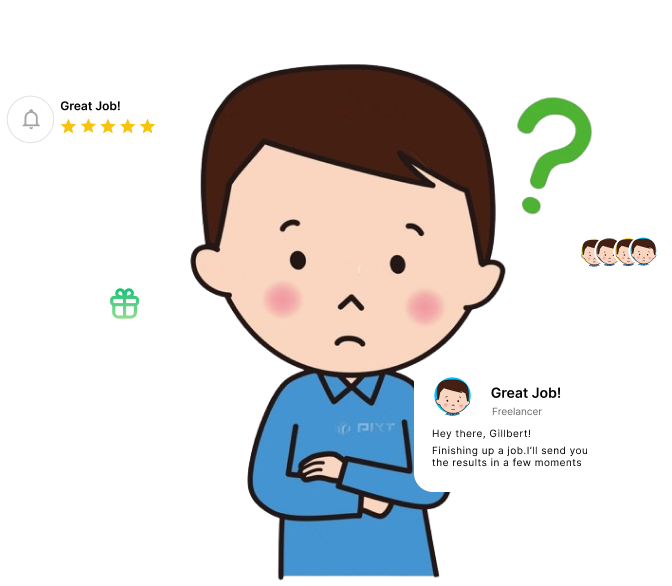 Great Job!
Great Job!
Freelancer
Hey there, Gillbert!
Finishing up a job.I'll send you
the results in a few moments